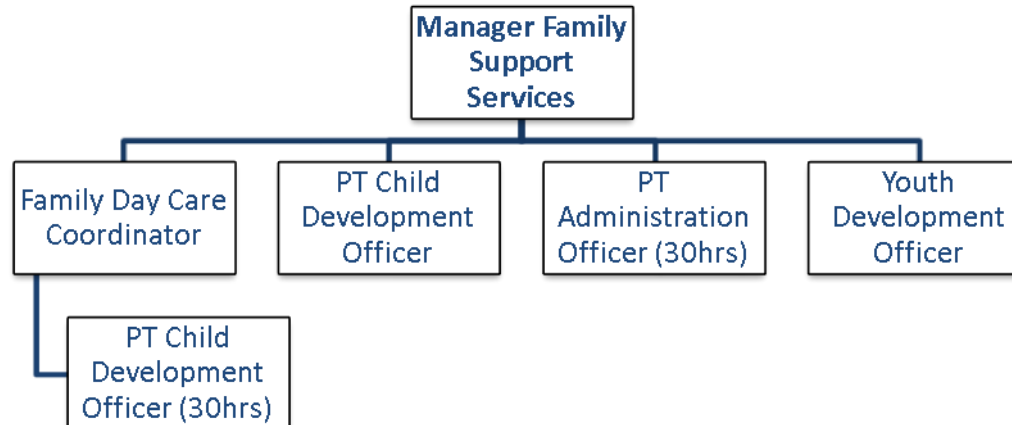 Manager Family
Support
Services
Family Day Care
Coordinator
PT Child
Development
Officer
PT
Administration
Officer (30hrs)
Youth
Development
Officer
PT Child
Development
Officer (30hrs)